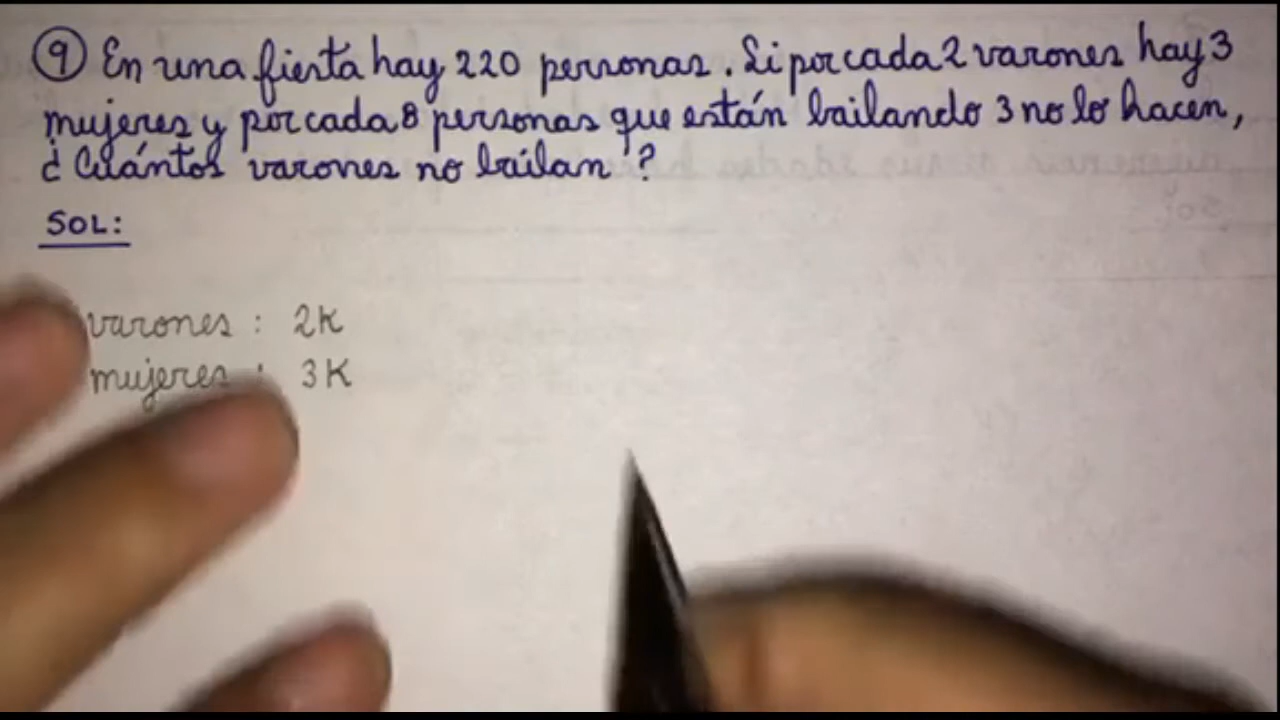 9 En una fiesta hay 220 personas. Si por cada 2 varones hay 3
mujeres y por cada 8 personas que están bailando 3 no lo hacen,
¿Cuántos varones no bailan?
SOL:
varones : 2K
mujeres : 3K